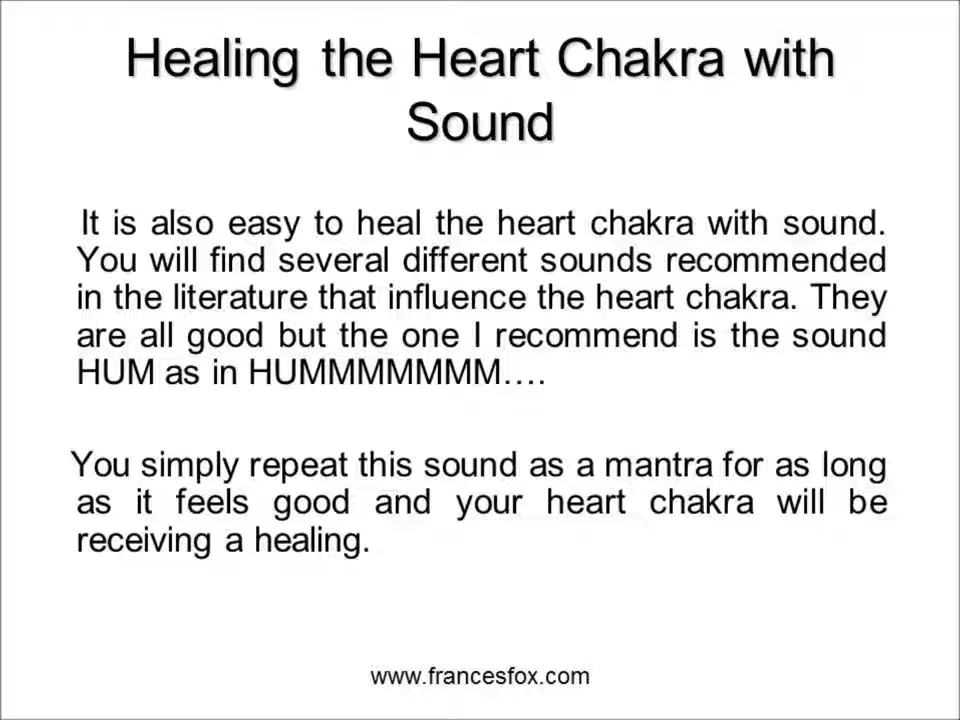 Healing the Heart Chakra with
Sound
It is also easy to heal the heart chakra with sound.
You will find several different sounds recommended
in the literature that influence the heart chakra. They
are all good but the one I recommend is the sound
HUM as in HUMMMMMMM….
You simply repeat this sound as a mantra for as long
as it feels good and your heart chakra will be
receiving a healing.
www.francesfox.com